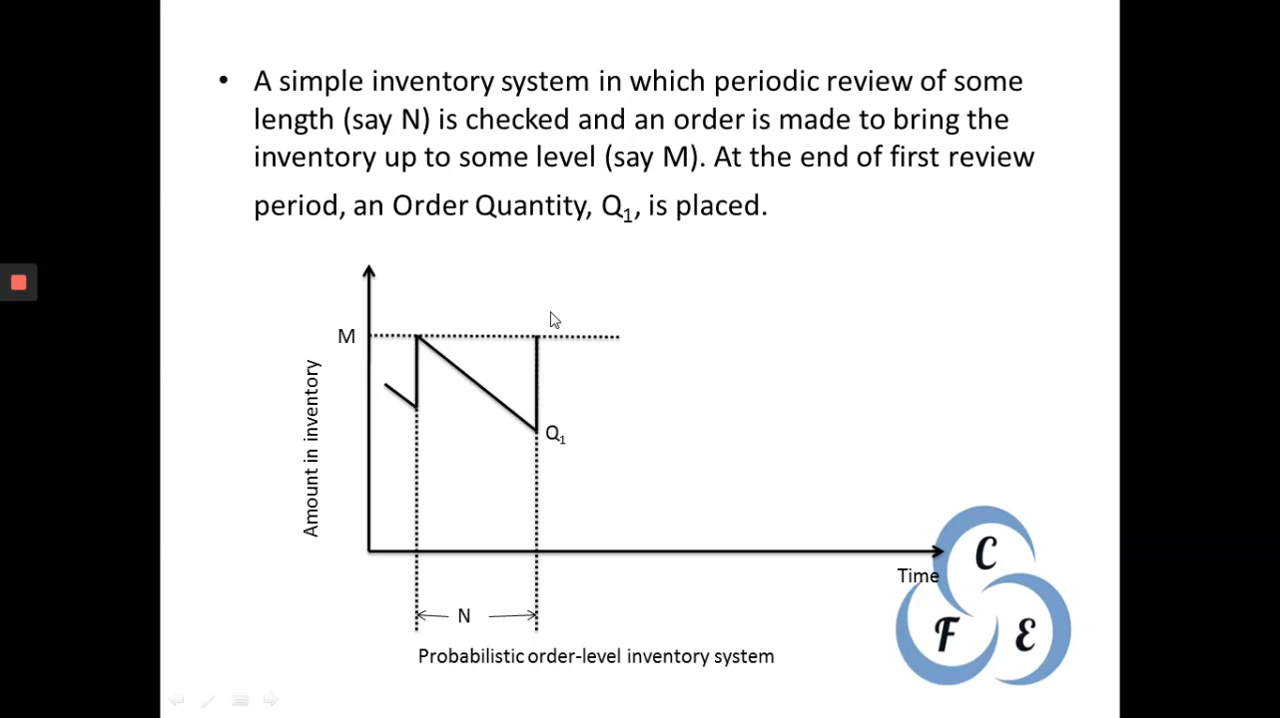 • A simple inventory system in which periodic review of some
length (say N) is checked and an order is made to bring the
inventory up to some level (say M). At the end of first review
period, an Order Quantity, Q₁, is placed.
M
Amount in inventory
Q₁
Time
N
Probabilistic order-level inventory system
C
F
E